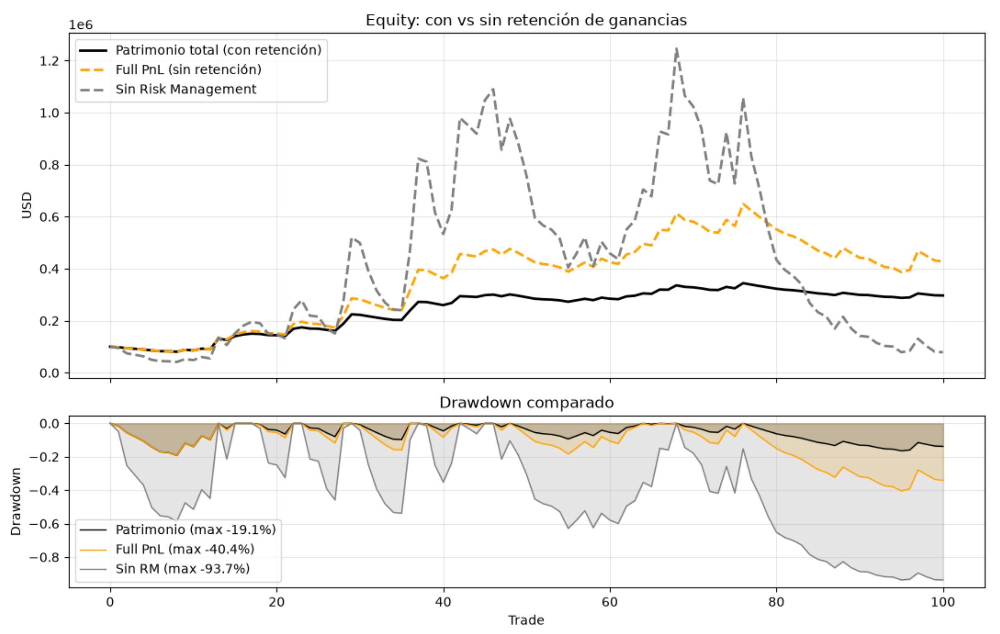 Equity: con vs sin retención de ganancias
1e6
Patrimonio total (con retención)
Full PnL (sin retención)
Sin Risk Management
1.2
1.0
0.8
0.6
0.4
0.2
0.0
USD
Drawdown comparado
0.0
−0.2
−0.4
−0.6
−0.8
Drawdown
Patrimonio (max -19.1%)
Full PnL (max -40.4%)
Sin RM (max -93.7%)
0 20 40 60 80 100
Trade